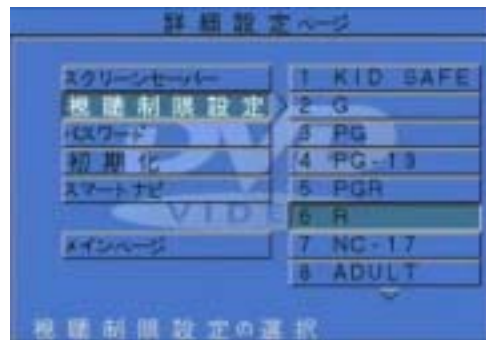 詳細設定ページ
スクリーンセーバー
視聴制限設定
パスワード
初期化
スマートナビ
メインページ
1 KID SAFE
2 G
3 PG
4 PG-13
5 PGR
6 R
7 NC-17
8 ADULT
DVD
VIDEO
視聴制限設定の選択